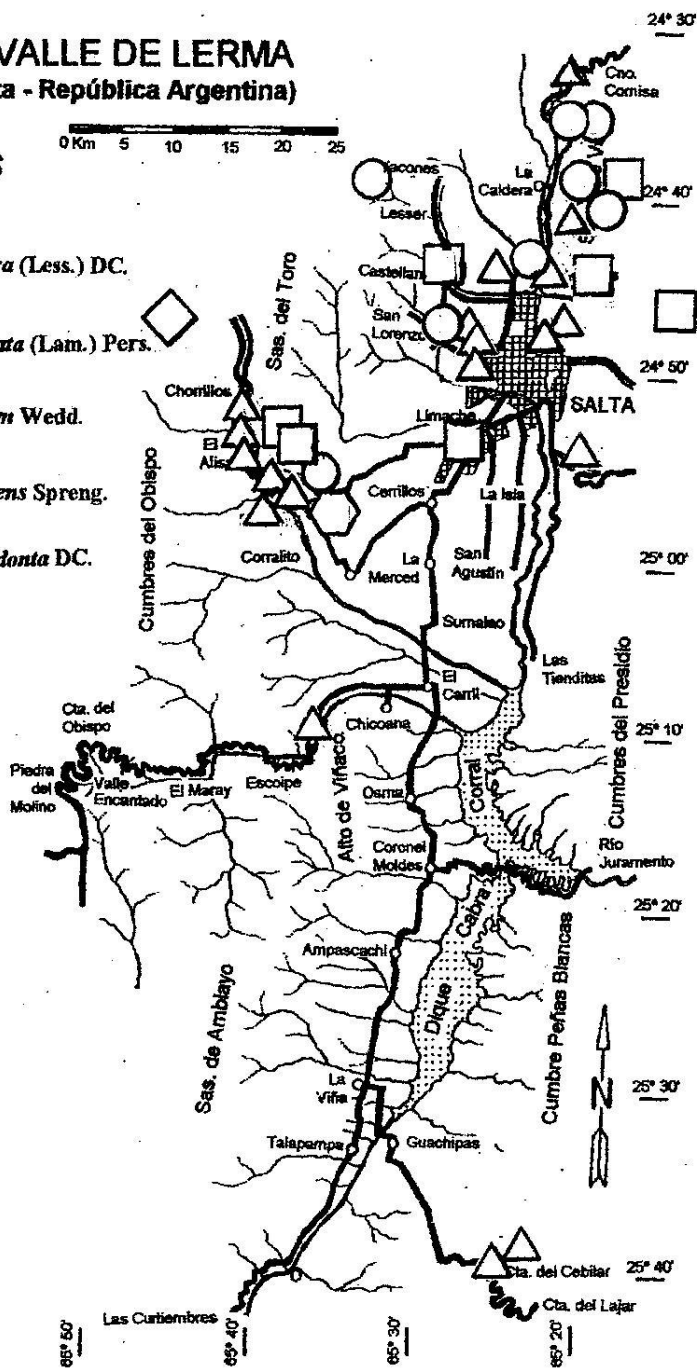 VALLE DE LERMA
ta - República Argentina)
0 Km 5 10 15 20 25
24° 30'
Cno.
Cornisa
La
Caldera
24° 40'
Yacones
Lesser
a (Less.) DC.
Castellan
Sas. del Toro
San
Lorenzo
ata (Lam.) Pers.
24° 50'
Chorrillos
SALTA
Limache
m Wedd.
El
Alis
Cumbres del Obispo
ens Spreng.
Cerrillos
La Isla
donta DC.
Corralito
La
Merced
San
Agustín
25° 00'
Sumalao
Las
Tienditas
Cumbres del Presidio
El
Carril
Chicoana
Cta. del
Obispo
25° 10'
Piedra
del
Molino
Valle
Encantado
El Maray
Escoipe
Alto de Viñaco
Osma
Corral
Coronel
Moldes
Río
Juramento
Cabra
25° 20'
Ampascachi
Dique
Sas. de Amblayo
Cumbre Peñas Blancas
N
25° 30'
La
Viña
Talapampa
Guachipas
Cta. del Cebilar
25° 40'
Cta. del Lajar
Las Curtiembres
65° 50'
65° 40'
65° 30'
65° 20'